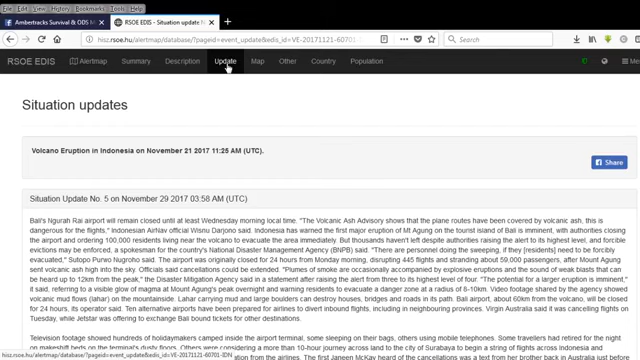 File Edit View History Bookmarks Tools Help
Ambertracks Survival & ODS M
RSOE EDIS - Situation update N
hisz.rsoe.hu/alertmap/database/?pageid=event_update&edis_id=VE-20171121-60701-
Search
RSOE EDIS
Alertmap
Summary
Description
Update
Map
Other
Country
Population
Me
Situation updates
Volcano Eruption in Indonesia on November 21 2017 11:25 AM (UTC).
Share
Situation Update No. 5 on November 29 2017 03:58 AM (UTC)
Bali's Ngurah Rai airport will remain closed until at least Wednesday morning local time. "The Volcanic Ash Advisory shows that the plane routes have been covered by volcanic ash, this is
dangerous for the flights," Indonesian AirNav official Wisnu Darjono said. Indonesia has warned the first major eruption of Mt Agung on the tourist island of Bali is imminent, with authorities closing
the airport and ordering 100,000 residents living near the volcano to evacuate the area immediately. But thousands haven't left despite authorities raising the alert to its highest level, and forcible
evictions may be enforced, a spokesman for the country's National Disaster Management Agency (BNPB) said. "There are personnel doing the sweeping, if they [residents] need to be forcibly
evacuated," Sutopo Purwo Nugroho said. The airport was originally closed for 24 hours from Monday morning, disrupting 445 flights and stranding about 59,000 passengers, after Mount Agung
sent volcanic ash high into the sky. Officials said cancellations could be extended. "Plumes of smoke are occasionally accompanied by explosive eruptions and the sound of weak blasts that can
be heard up to 12km from the peak," the Disaster Mitigation Agency said in a statement after raising the alert from three to its highest level of four. "The potential for a larger eruption is imminent,"
it said, referring to a visible glow of magma at Mount Agung's peak overnight and warning residents to evacuate a danger zone at a radius of 8-10km. Video footage shared by the agency showed
volcanic mud flows (lahar) on the mountainside. Lahar carrying mud and large boulders can destroy houses, bridges and roads in its path. Bali airport, about 60km from the volcano, will be closed
for 24 hours, its operator said. Ten alternative airports have been prepared for airlines to divert inbound flights, including in neighbouring provinces. Virgin Australia said it was cancelling flights on
Tuesday, while Jetstar was offering to exchange Bali bound tickets for other destinations.
Television footage showed hundreds of holidaymakers camped inside the airport terminal, some sleeping on their bags, others using mobile telephones. Some travellers had retired for the night
on makeshift beds on the terminal's dusty floors. Others were considering a more than 10-hour journey across land to the city of Surabaya to begin a string of flights across Indonesia and
hisz.rsoe.hu/alertmap/database/?pageid=event_update&edis_id=VE-20171121-60701-IDN
The first Janeen McKay heard of the cancellations was a text from her brother back in Australia